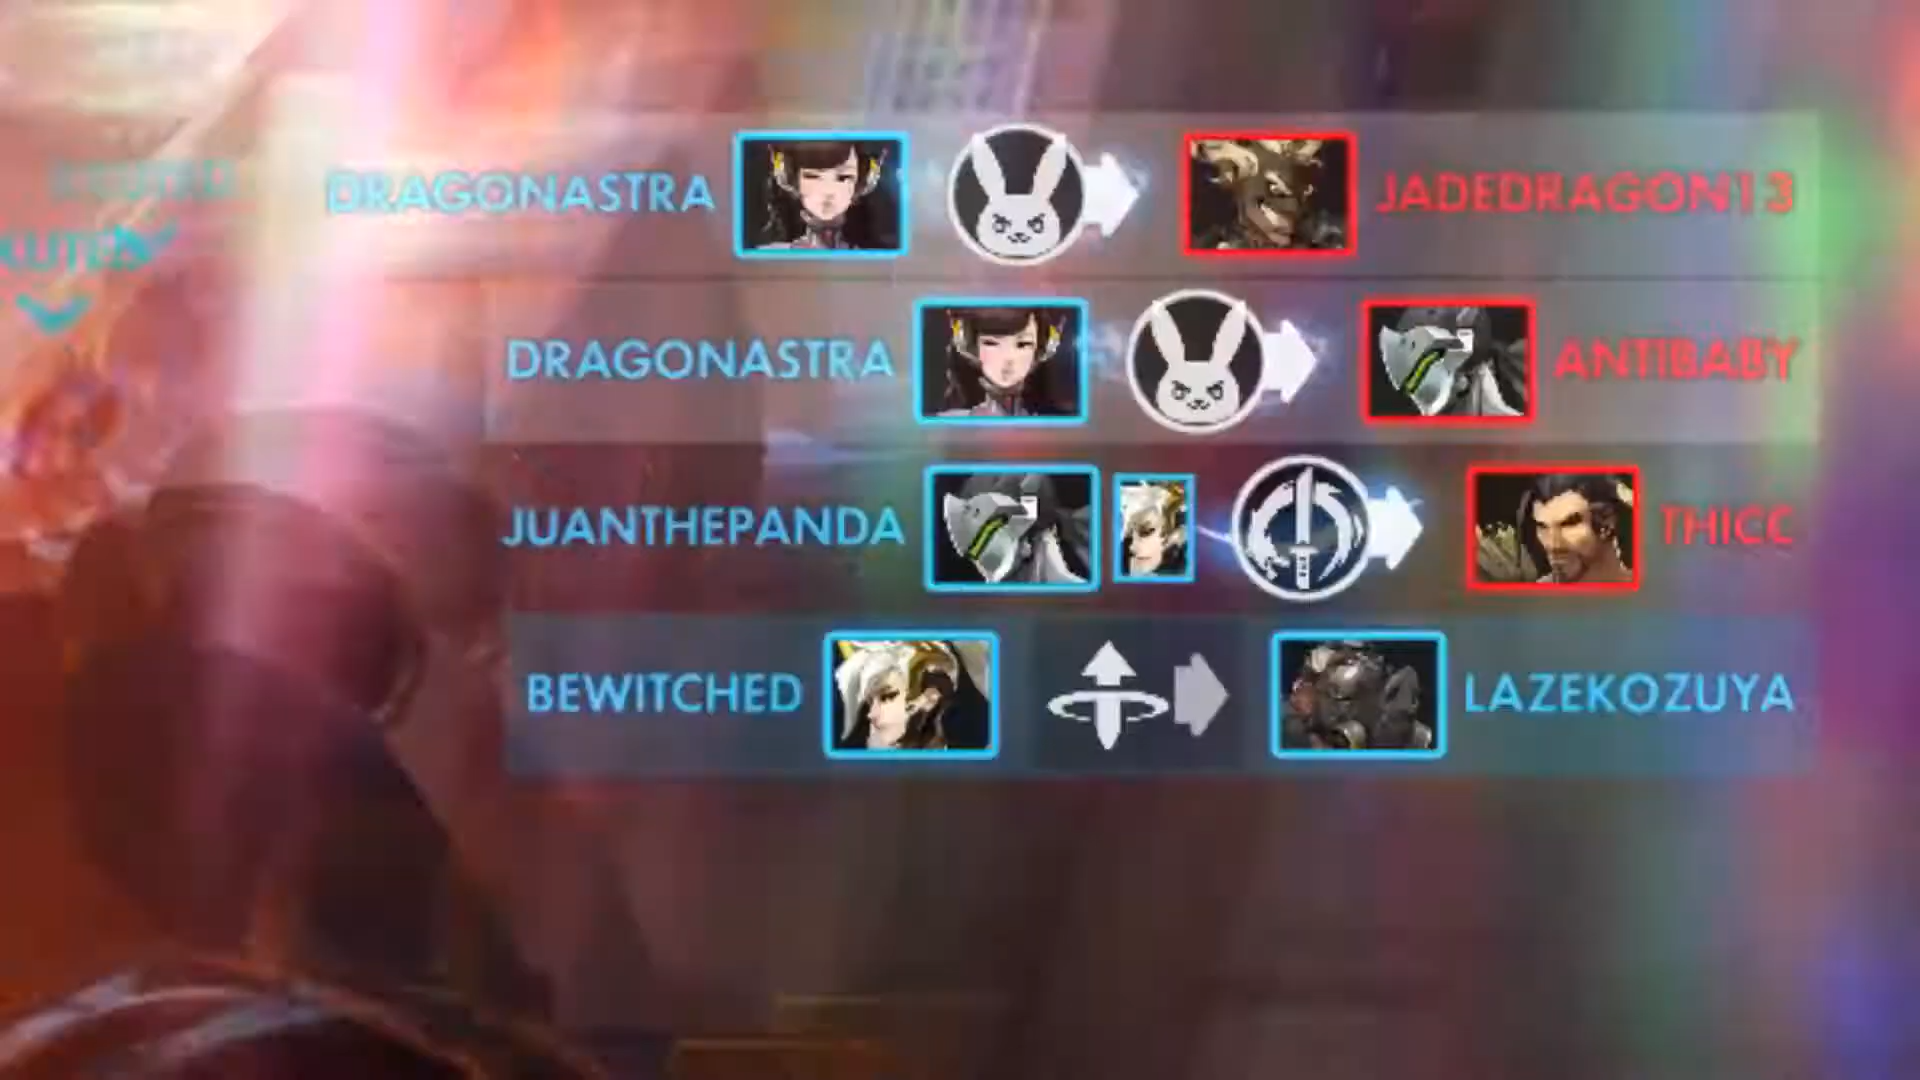 DRAGONASTRA JADEDRAGON13
DRAGONASTRA ANTIBABY
JUANTHEPANDA THICC
BEWITCHED LAZEKOZUYA